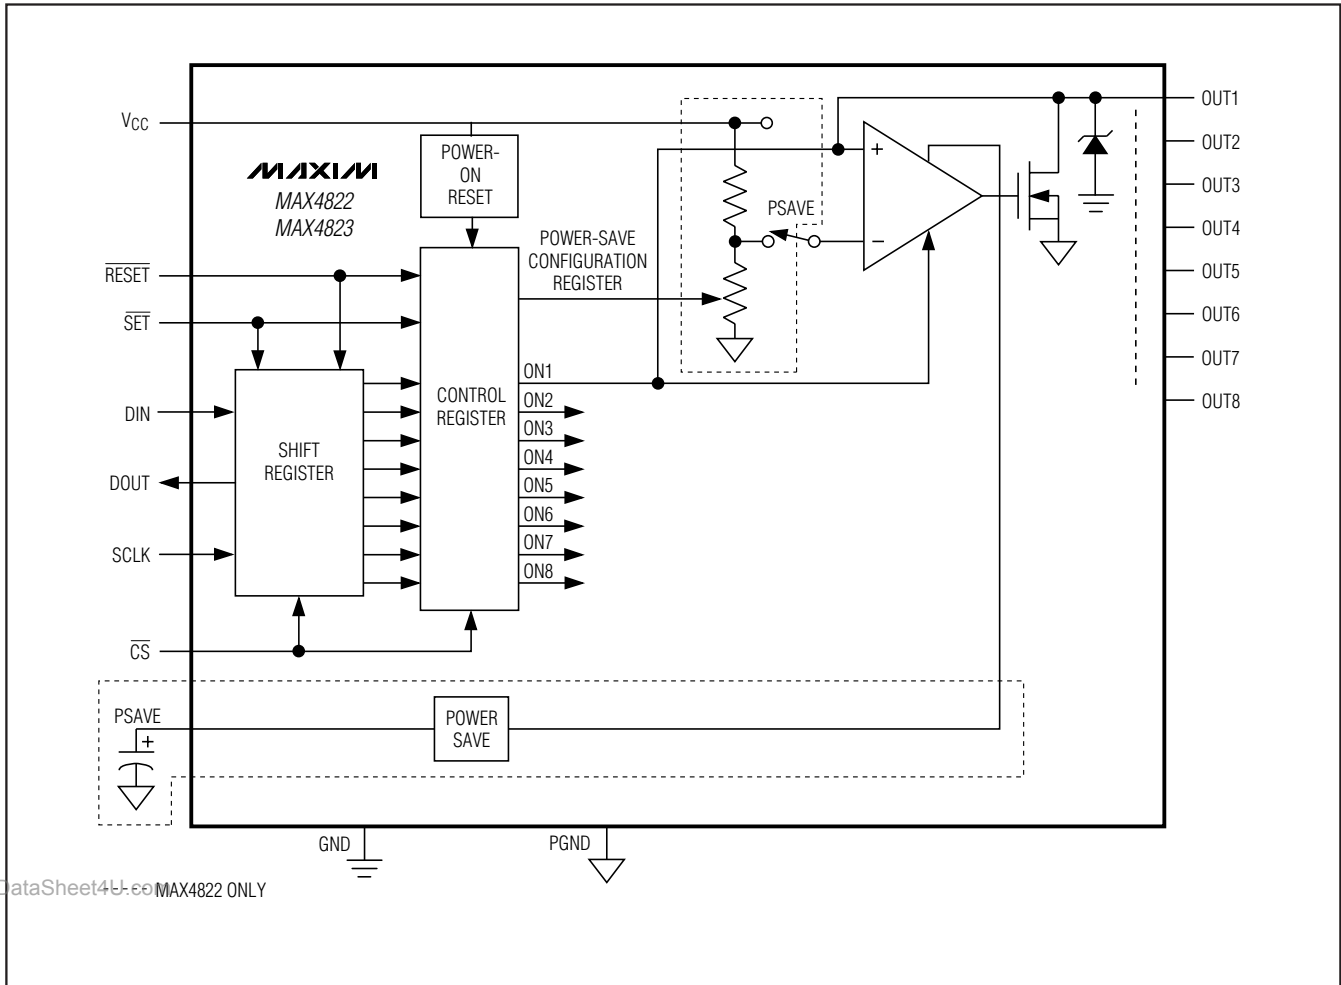 VCC
MAXIM
MAX4822
MAX4823
POWER-
ON
RESET
RESET
SET
DIN
DOUT
SCLK
CS
SHIFT
REGISTER
CONTROL
REGISTER
POWER-SAVE
CONFIGURATION
REGISTER
PSAVE
+
−
ON1
ON2
ON3
ON4
ON5
ON6
ON7
ON8
OUT1
OUT2
OUT3
OUT4
OUT5
OUT6
OUT7
OUT8
PSAVE
+
POWER
SAVE
GND
PGND
DataSheet4U.com
MAX4822 ONLY